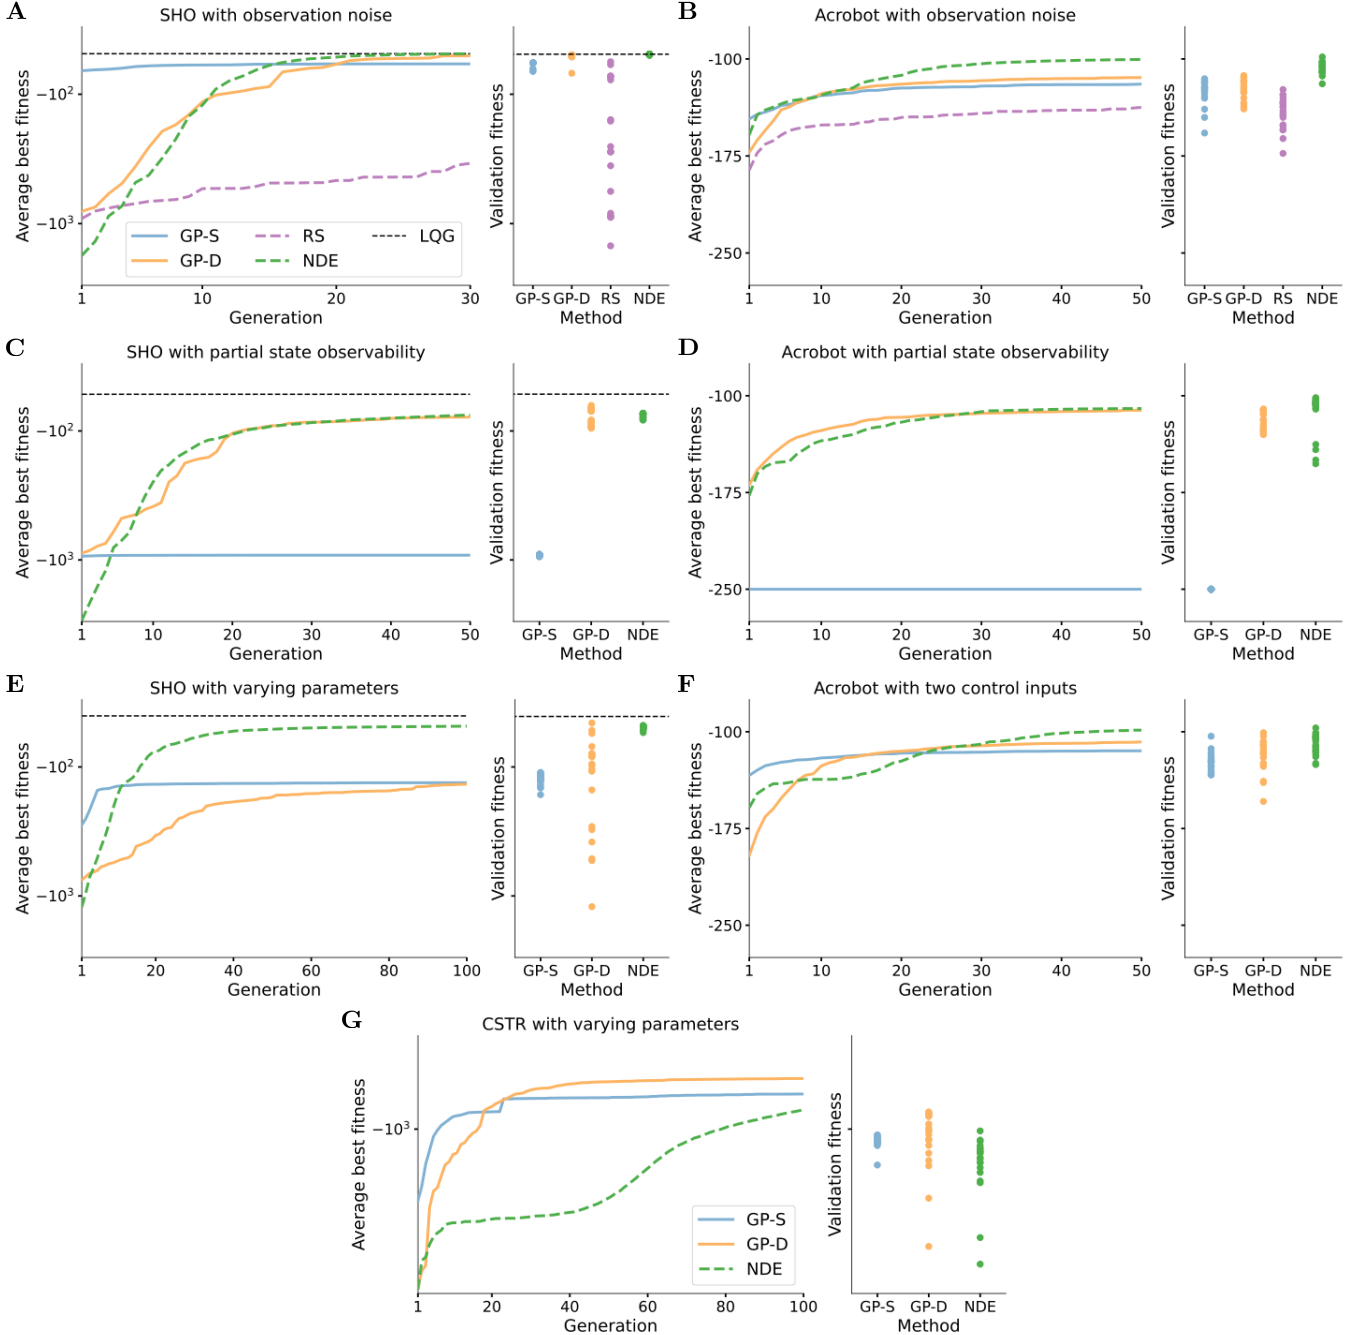 A
SHO with observation noise
Average best fitness
−10²
−10³
GP-S
GP-D
RS
NDE
LQG
1
10
20
30
Generation
Validation fitness
GP-S GP-D RS NDE
Method
B
Acrobot with observation noise
Average best fitness
-100
-175
-250
1
10
20
30
40
50
Generation
Validation fitness
GP-S GP-D RS NDE
Method
C
SHO with partial state observability
Average best fitness
−10²
−10³
1
10
20
30
40
50
Generation
Validation fitness
GP-S GP-D NDE
Method
D
Acrobot with partial state observability
Average best fitness
-100
-175
-250
1
10
20
30
40
50
Generation
Validation fitness
GP-S GP-D NDE
Method
E
SHO with varying parameters
Average best fitness
−10²
−10³
1
20
40
60
80
100
Generation
Validation fitness
GP-S GP-D NDE
Method
F
Acrobot with two control inputs
Average best fitness
-100
-175
-250
1
10
20
30
40
50
Generation
Validation fitness
GP-S GP-D NDE
Method
G
CSTR with varying parameters
Average best fitness
−10³
GP-S
GP-D
NDE
1
20
40
60
80
100
Generation
Validation fitness
GP-S GP-D NDE
Method